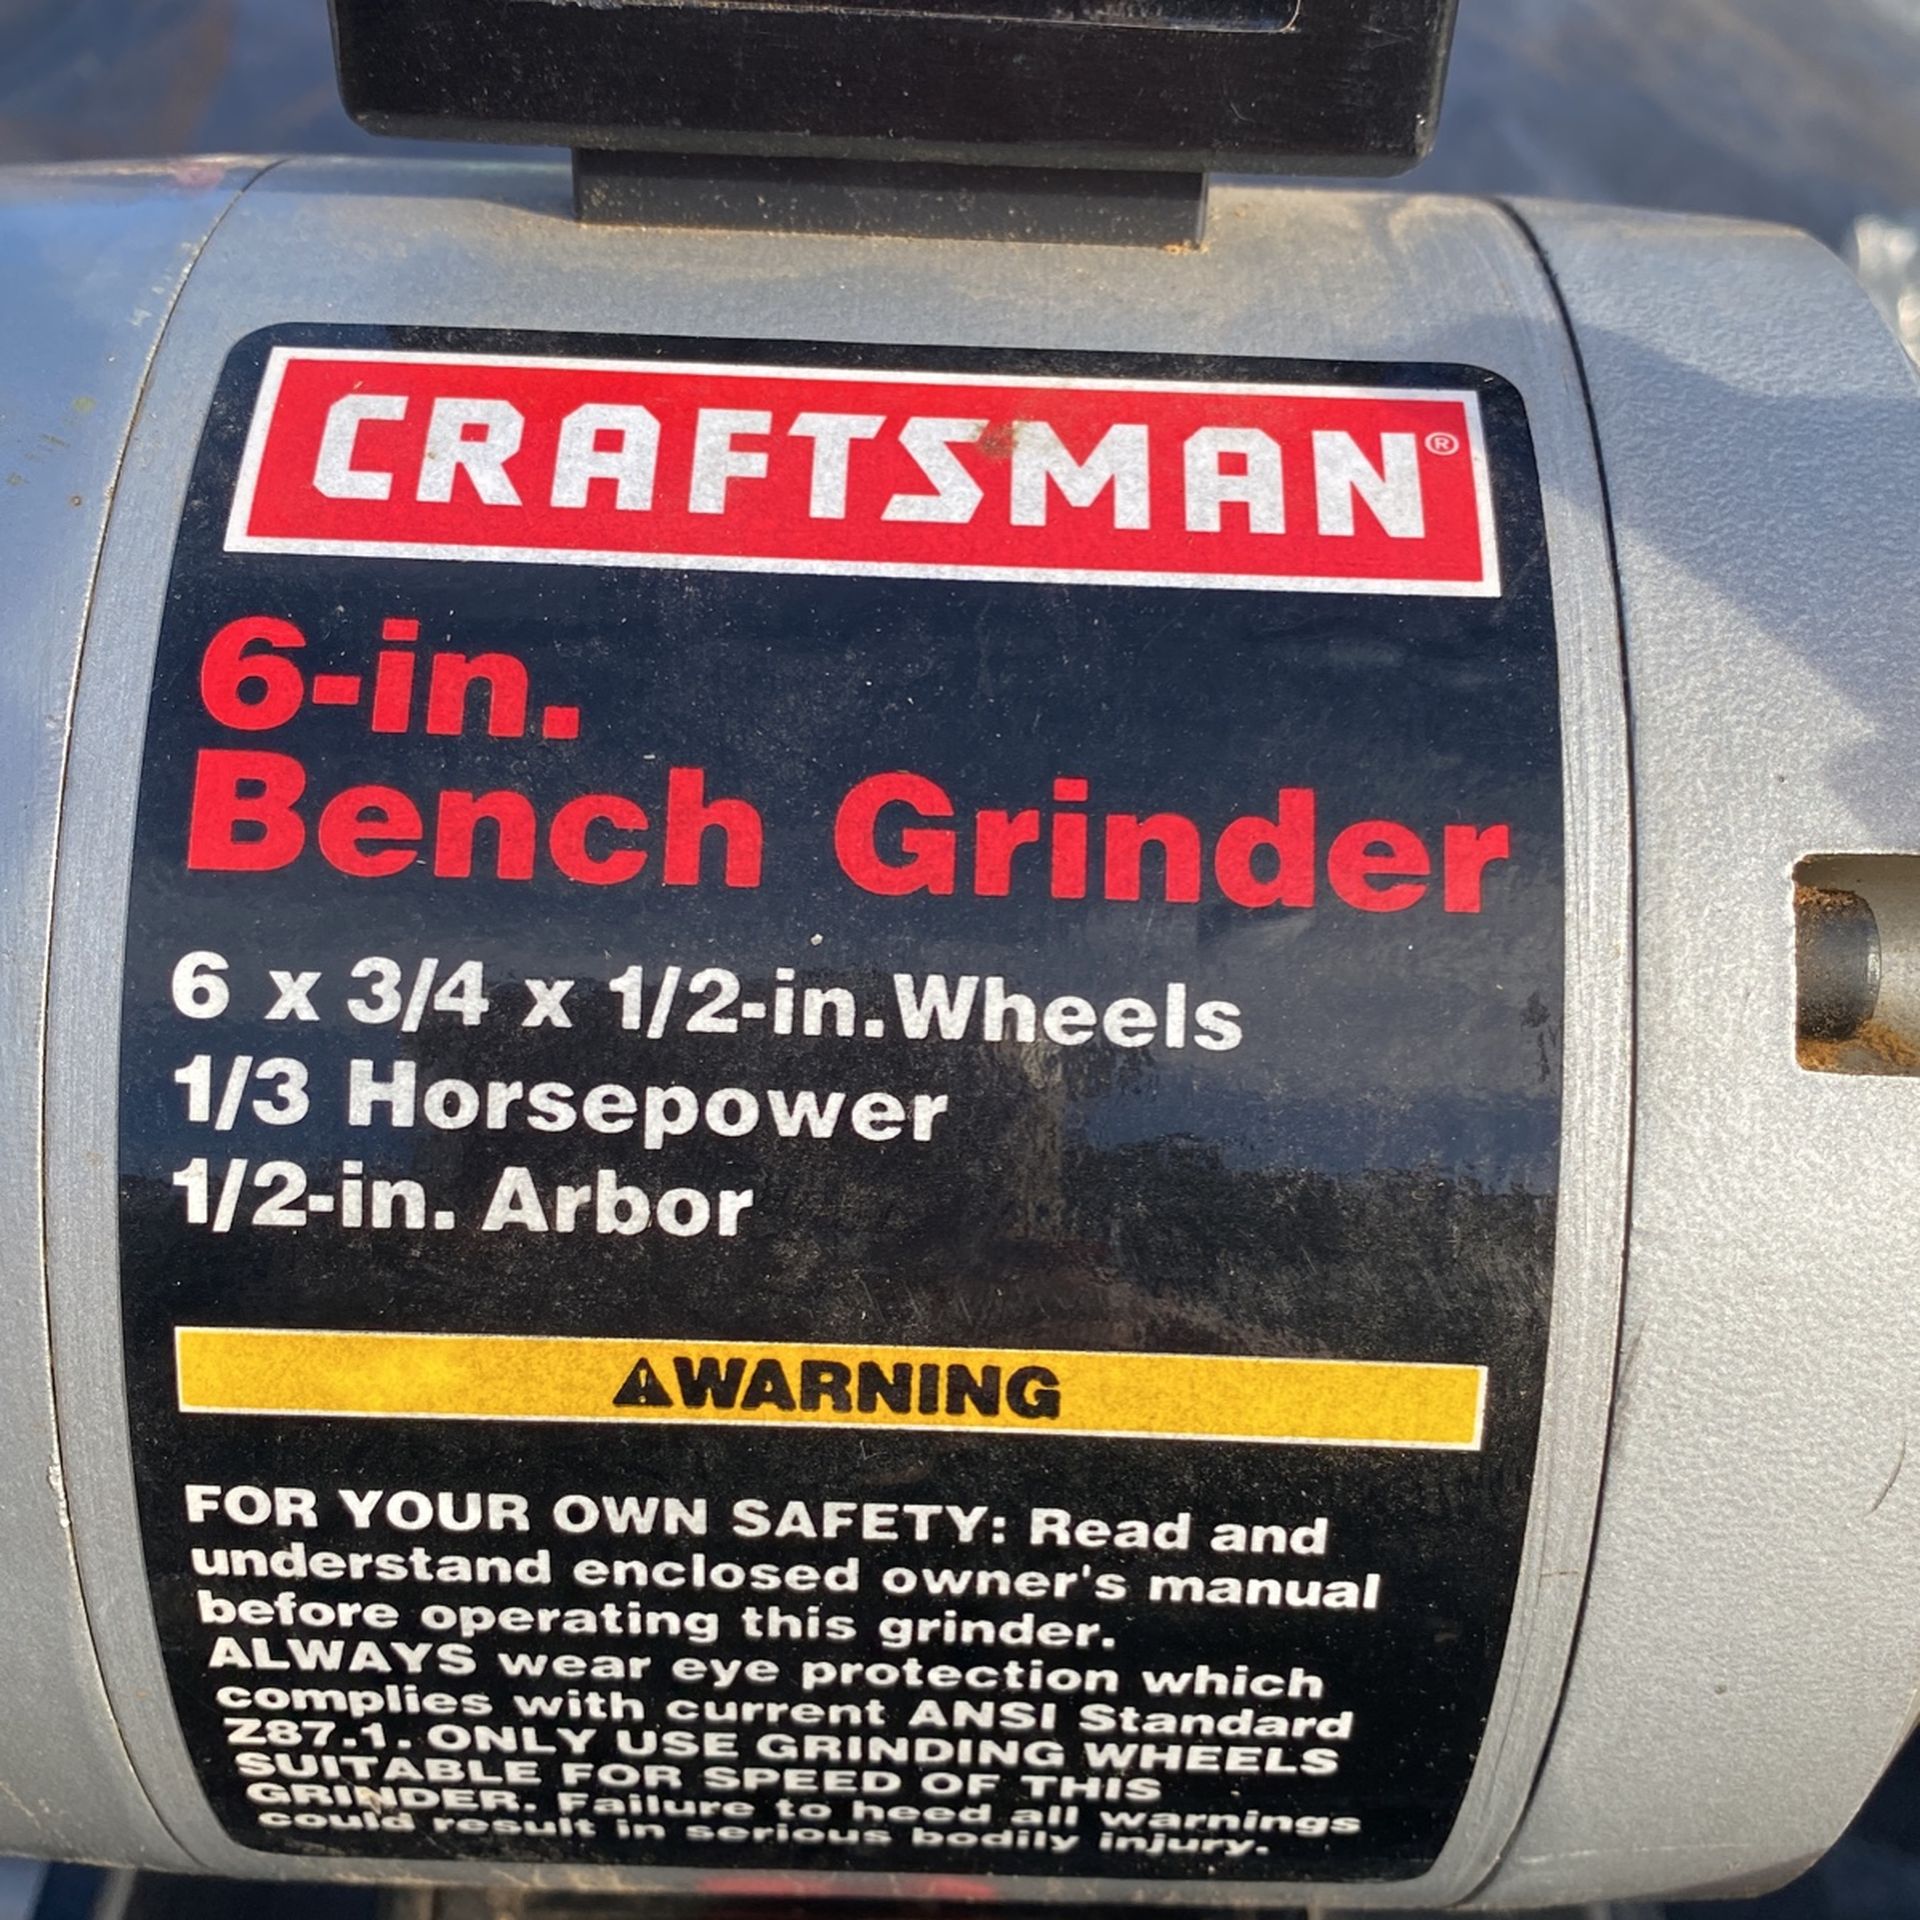 CRAFTSMAN®
6-in.
Bench Grinder
6 x 3/4 x 1/2-in.Wheels
1/3 Horsepower
1/2-in. Arbor
⚠WARNING
FOR YOUR OWN SAFETY: Read and
understand enclosed owner's manual
before operating this grinder.
ALWAYS wear eye protection which
complies with current ANSI Standard
Z87.1. ONLY USE GRINDING WHEELS
SUITABLE FOR SPEED OF THIS
GRINDER. Failure to heed all warnings
could result in serious bodily injury.